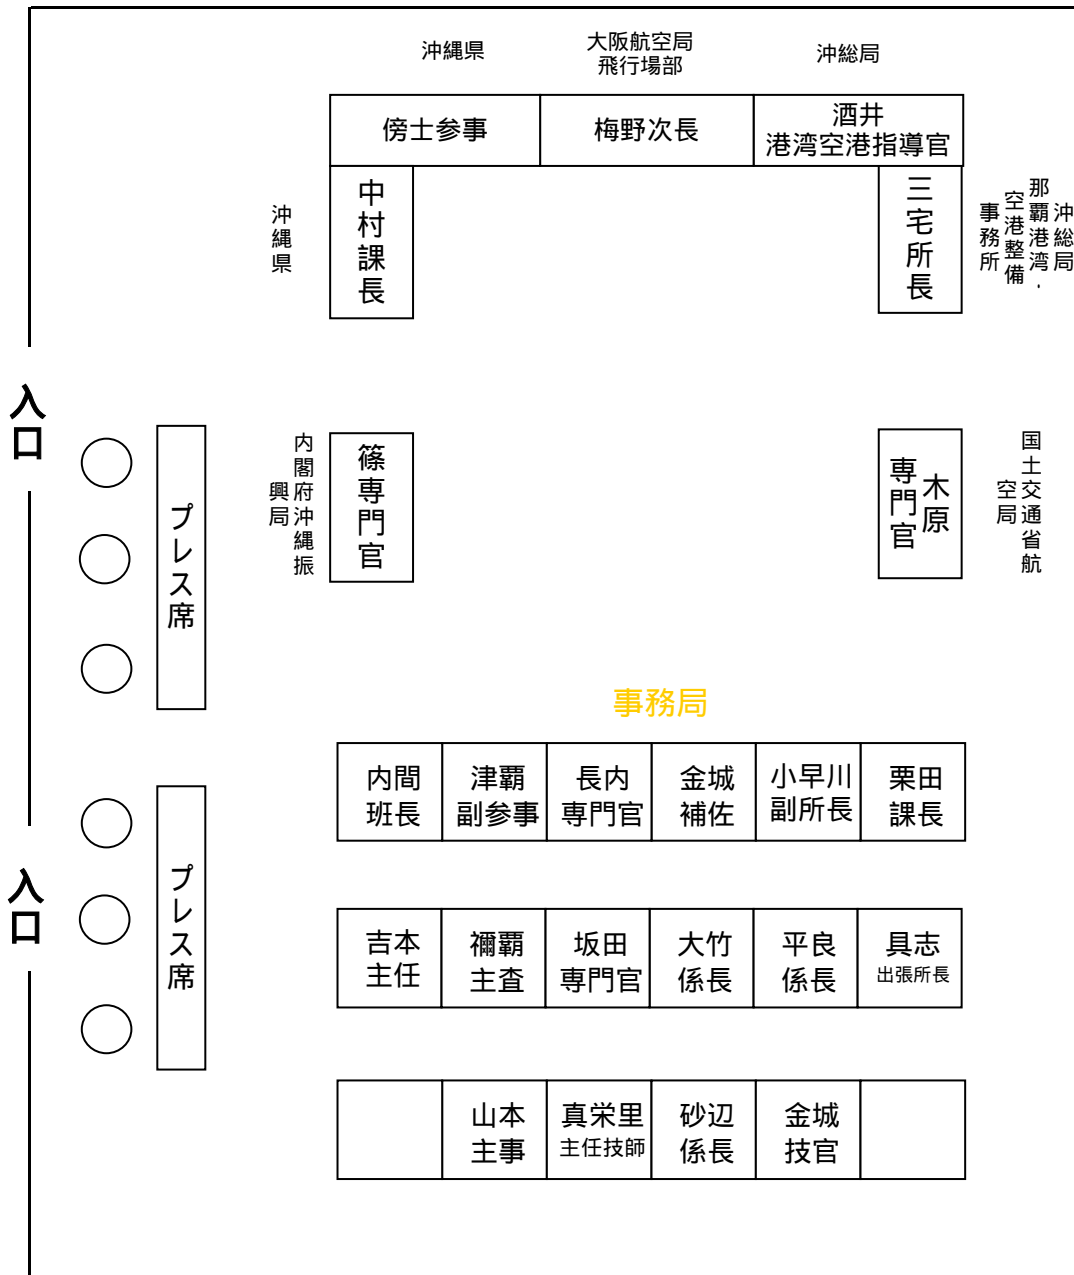 沖縄県
大阪航空局
飛行場部
沖総局
傍士参事
梅野次長
酒井
港湾空港指導官
沖縄県
中村課長
三宅所長
沖総局
那覇港湾・
空港整備
事務所
入口
プレス席
内閣府沖縄振
興局
篠専門官
木原
専門官
国土交通省航
空局
事務局
内間
班長
津覇
副参事
長内
専門官
金城
補佐
小早川
副所長
栗田
課長
入口
プレス席
吉本
主任
禰覇
主査
坂田
専門官
大竹
係長
平良
係長
具志
出張所長
山本
主事
真栄里
主任技師
砂辺
係長
金城
技官